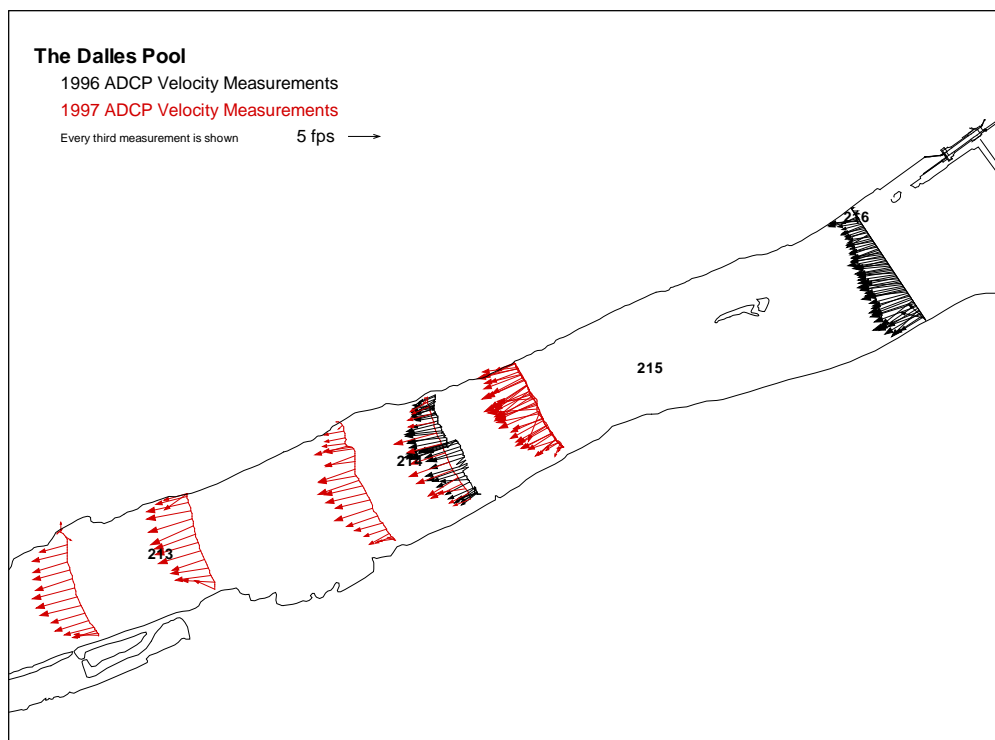 The Dalles Pool
1996 ADCP Velocity Measurements
1997 ADCP Velocity Measurements
Every third measurement is shown 5 fps
216
215
214
213